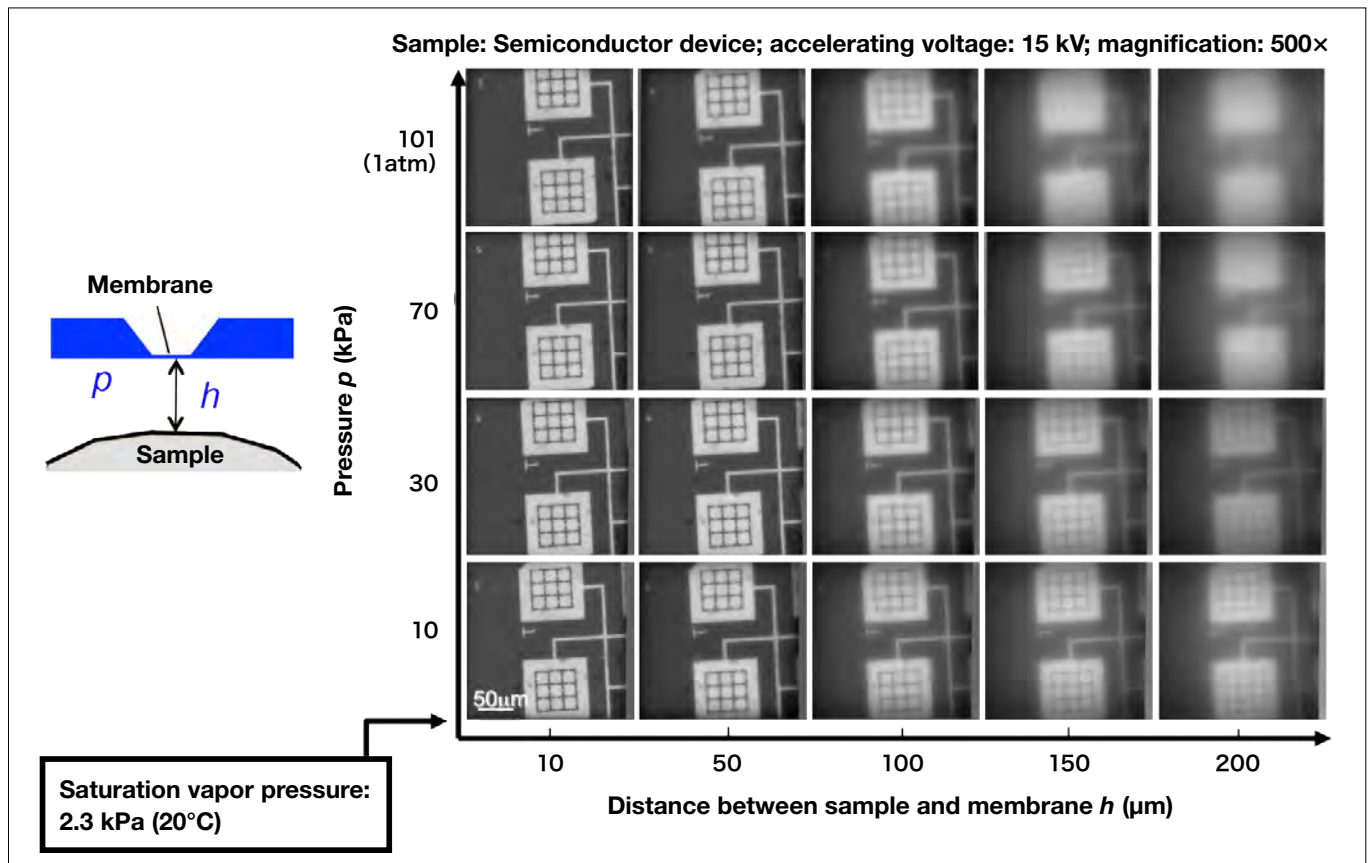 Sample: Semiconductor device; accelerating voltage: 15 kV; magnification: 500×
Membrane
p
h
Sample
Pressure p (kPa)
101
(1atm)
70
30
10
50μm
10
50
100
150
200
Distance between sample and membrane h (μm)
Saturation vapor pressure:
2.3 kPa (20°C)